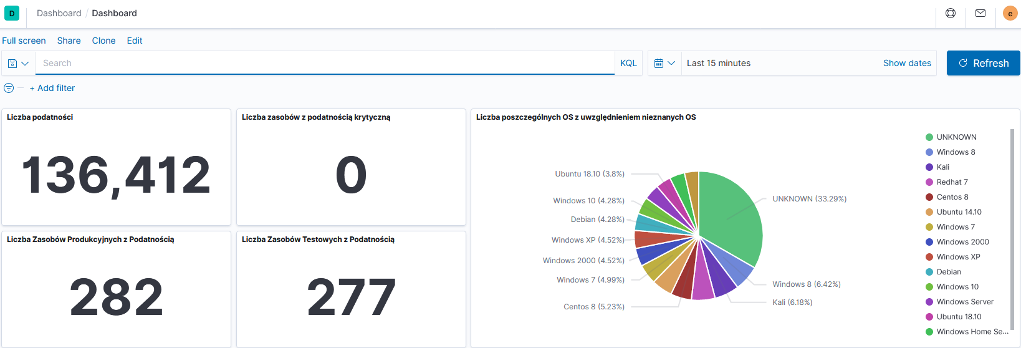 D Dashboard / Dashboard e
Full screen Share Clone Edit
Search KQL Last 15 minutes Show dates Refresh
+ Add filter
Liczba podatności
136,412
Liczba zasobów z podatnością krytyczną
0
Liczba Zasobów Produkcyjnych z Podatnością
282
Liczba Zasobów Testowych z Podatnością
277
Liczba poszczególnych OS z uwzględnieniem nieznanych OS
Ubuntu 18.10 (3.8%)
Windows 10 (4.28%)
Debian (4.28%)
Windows XP (4.52%)
Windows 2000 (4.52%)
Windows 7 (4.99%)
Centos 8 (5.23%)
UNKNOWN (33.29%)
Windows 8 (6.42%)
Kali (6.18%)
UNKNOWN
Windows 8
Kali
Redhat 7
Centos 8
Ubuntu 14.10
Windows 7
Windows 2000
Windows XP
Debian
Windows 10
Windows Server
Ubuntu 18.10
Windows Home Se...